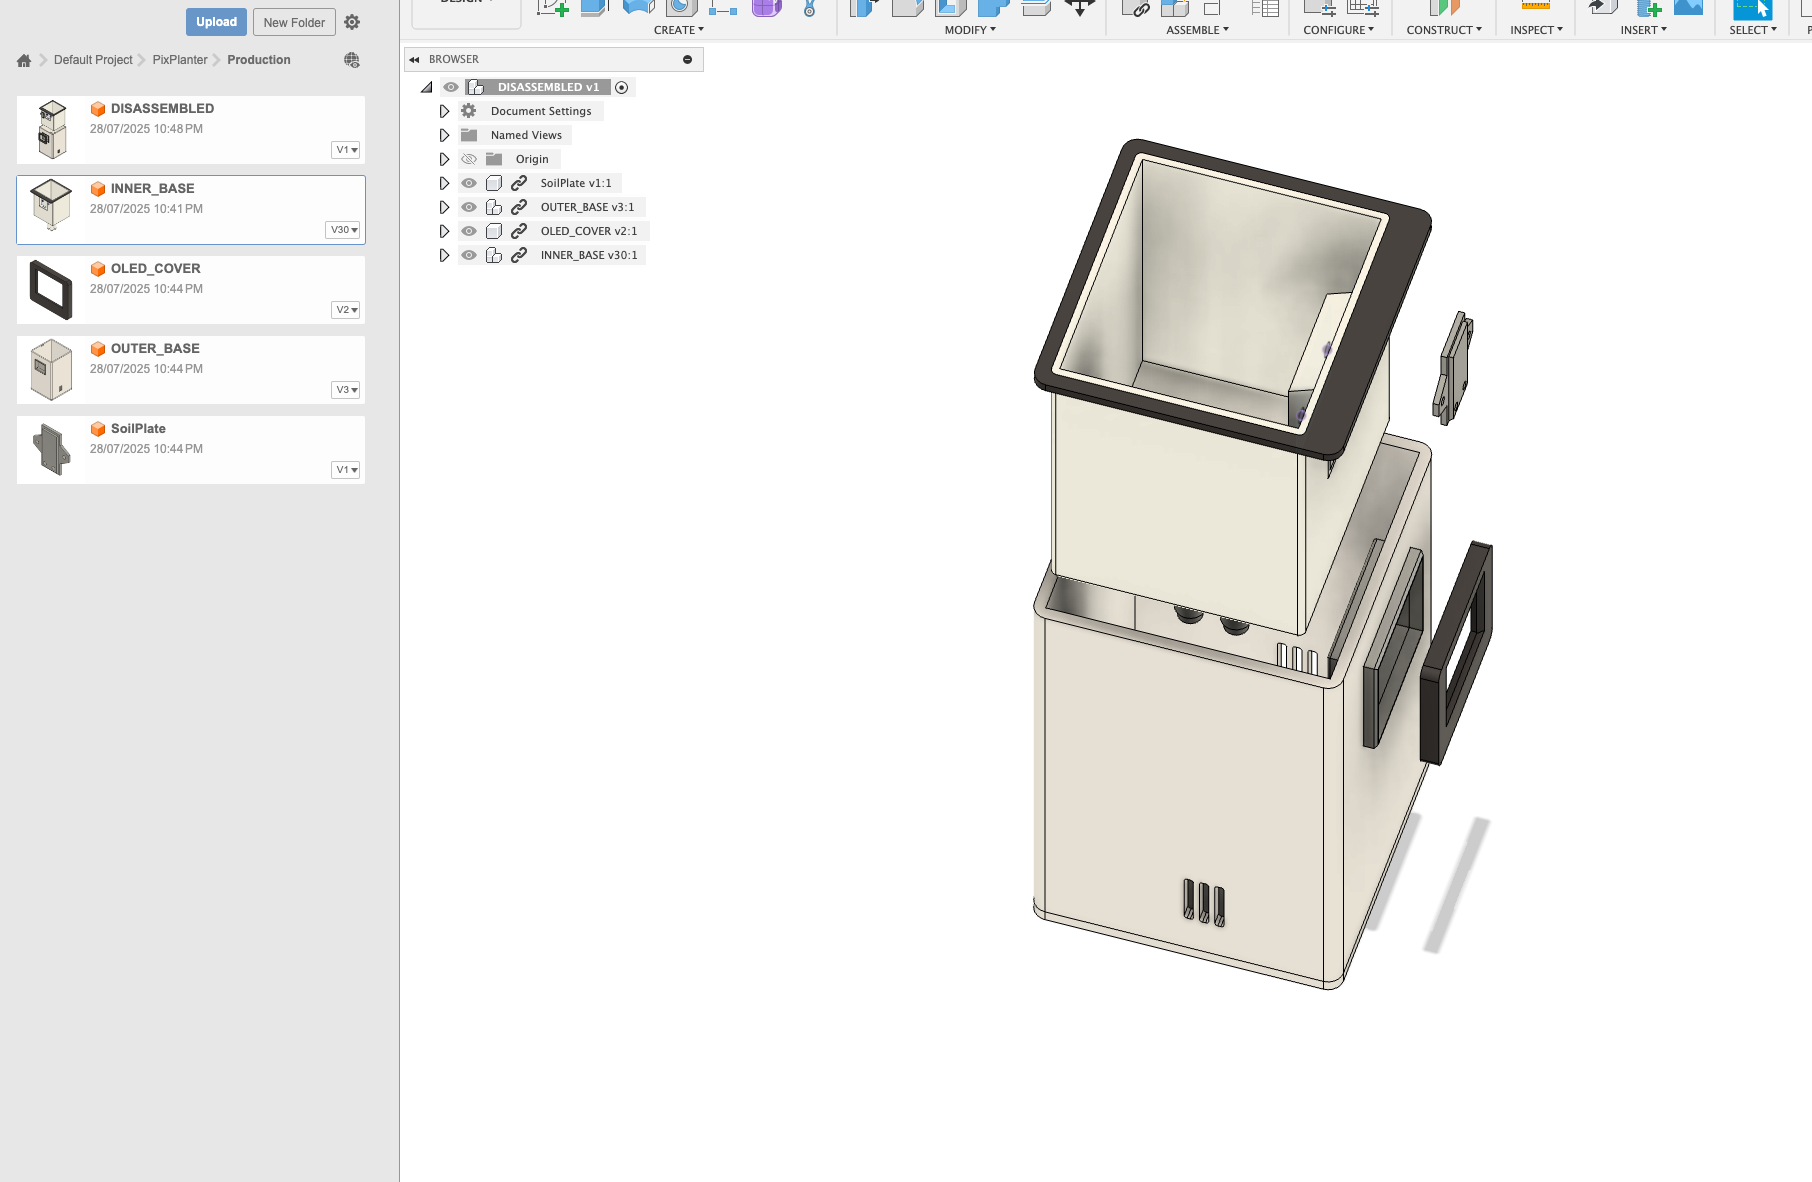 DESIGN
Upload
New Folder
CREATE
MODIFY
ASSEMBLE
CONFIGURE
CONSTRUCT
INSPECT
INSERT
SELECT
Default Project
PixPlanter
Production
BROWSER
DISASSEMBLED v1
Document Settings
Named Views
Origin
SoilPlate v1:1
OUTER_BASE v3:1
OLED_COVER v2:1
INNER_BASE v30:1
DISASSEMBLED
28/07/2025 10:48 PM
V1
INNER_BASE
28/07/2025 10:41 PM
V30
OLED_COVER
28/07/2025 10:44 PM
V2
OUTER_BASE
28/07/2025 10:44 PM
V3
SoilPlate
28/07/2025 10:44 PM
V1